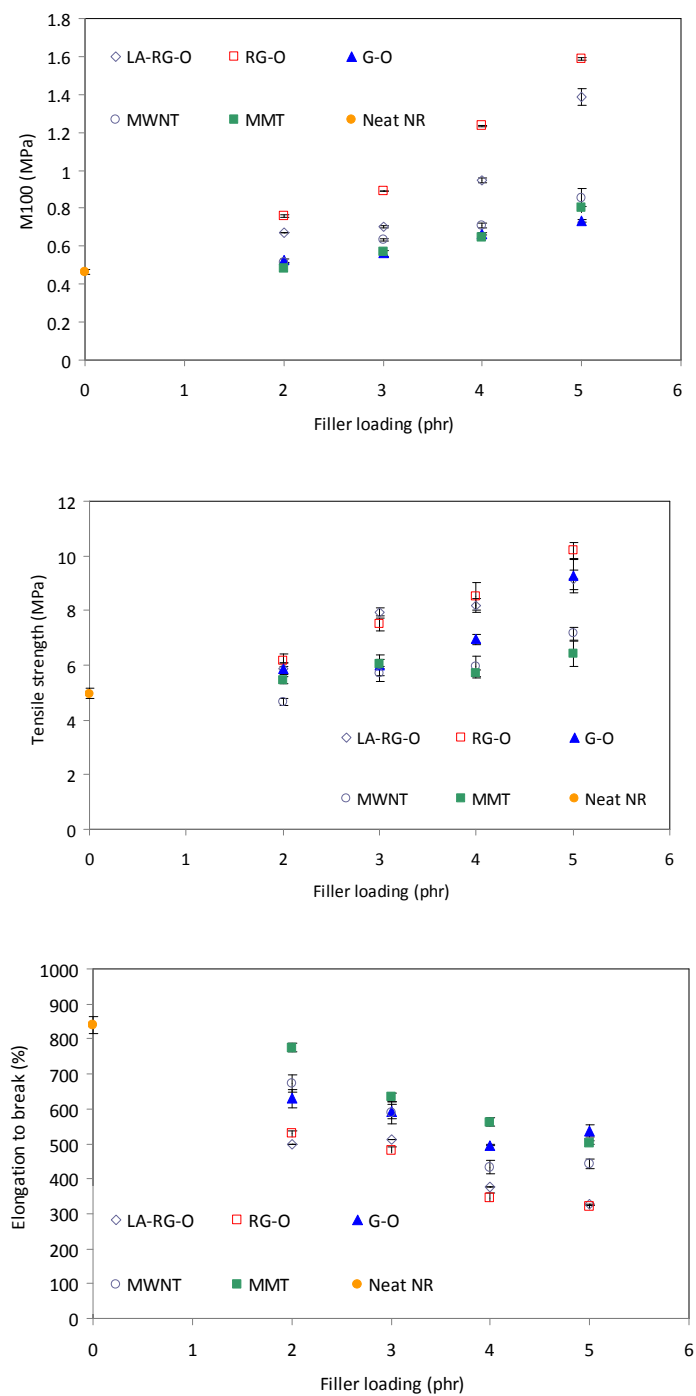 1.8
1.6
1.4
1.2
1
0.8
0.6
0.4
0.2
0
M100 (MPa)
LA-RG-O RG-O G-O
MWNT MMT Neat NR
0 1 2 3 4 5 6
Filler loading (phr)
12
10
8
6
4
2
0
Tensile strength (MPa)
LA-RG-O RG-O G-O
MWNT MMT Neat NR
0 1 2 3 4 5 6
Filler loading (phr)
1000
900
800
700
600
500
400
300
200
100
0
Elongation to break (%)
LA-RG-O RG-O G-O
MWNT MMT Neat NR
0 1 2 3 4 5 6
Filler loading (phr)